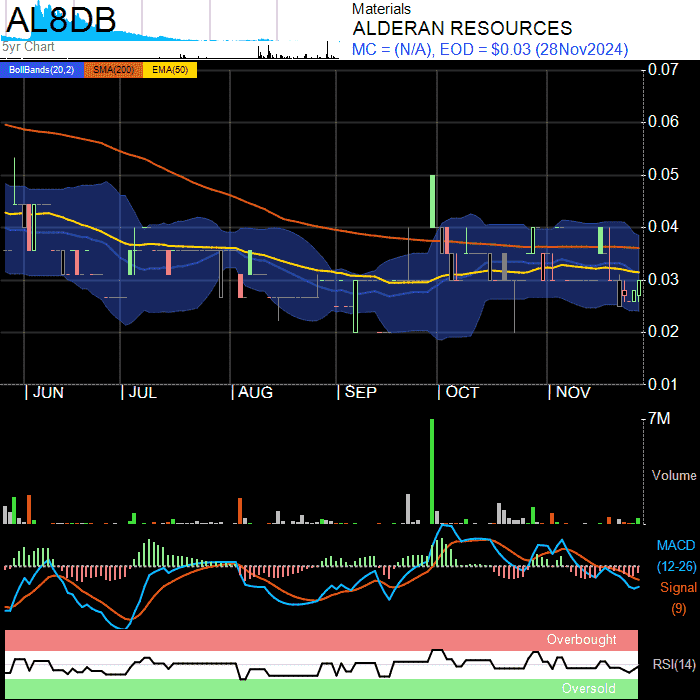 AL8DB
5yr Chart
Materials
ALDERAN RESOURCES
MC = (N/A), EOD = $0.03 (28Nov2024)
BollBands(20,2) SMA(200) EMA(50)
0.07
0.06
0.05
0.04
0.03
0.02
0.01
JUN JUL AUG SEP OCT NOV
7M
Volume
MACD
(12-26)
Signal
(9)
Overbought
RSI(14)
Oversold